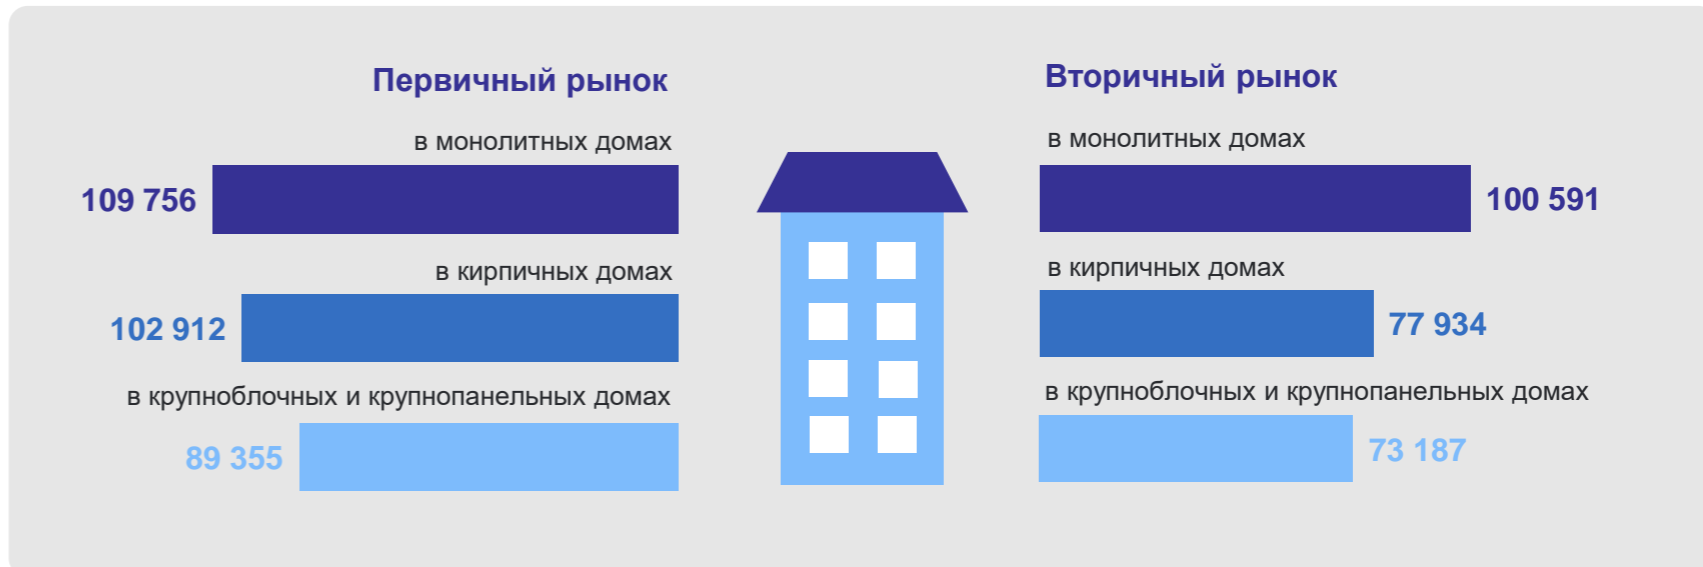 Первичный рынок
в монолитных домах
109 756
в кирпичных домах
102 912
в крупноблочных и крупнопанельных домах
89 355
Вторичный рынок
в монолитных домах
100 591
в кирпичных домах
77 934
в крупноблочных и крупнопанельных домах
73 187